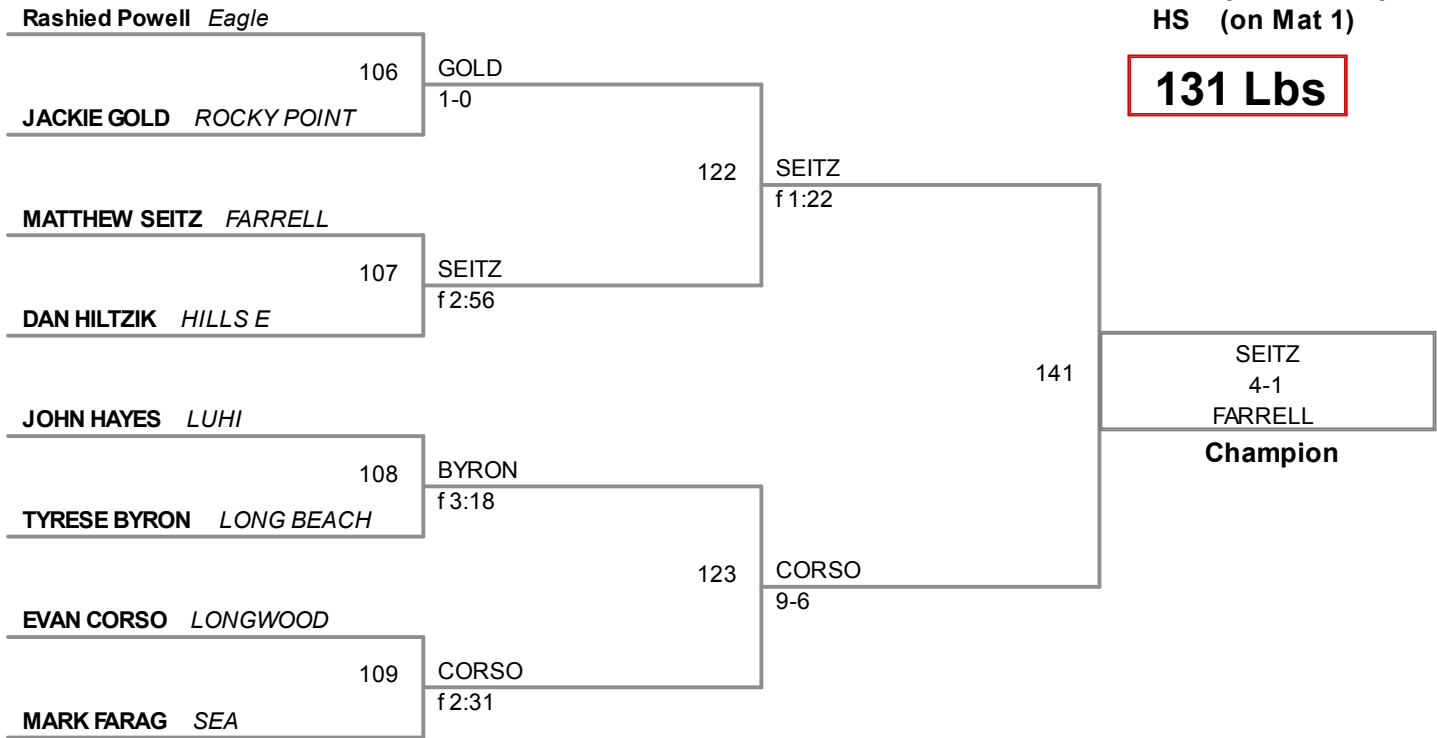 Rashied Powell Eagle
HS (on Mat 1)
106
GOLD
1-0
131 Lbs
JACKIE GOLD ROCKY POINT
122
SEITZ
f 1:22
MATTHEW SEITZ FARRELL
107
SEITZ
f 2:56
DAN HILTZIK HILLS E
SEITZ
141
4-1
FARRELL
Champion
JOHN HAYES LUHI
108
BYRON
f 3:18
TYRESE BYRON LONG BEACH
123
CORSO
9-6
EVAN CORSO LONGWOOD
109
CORSO
f 2:31
MARK FARAG SEA